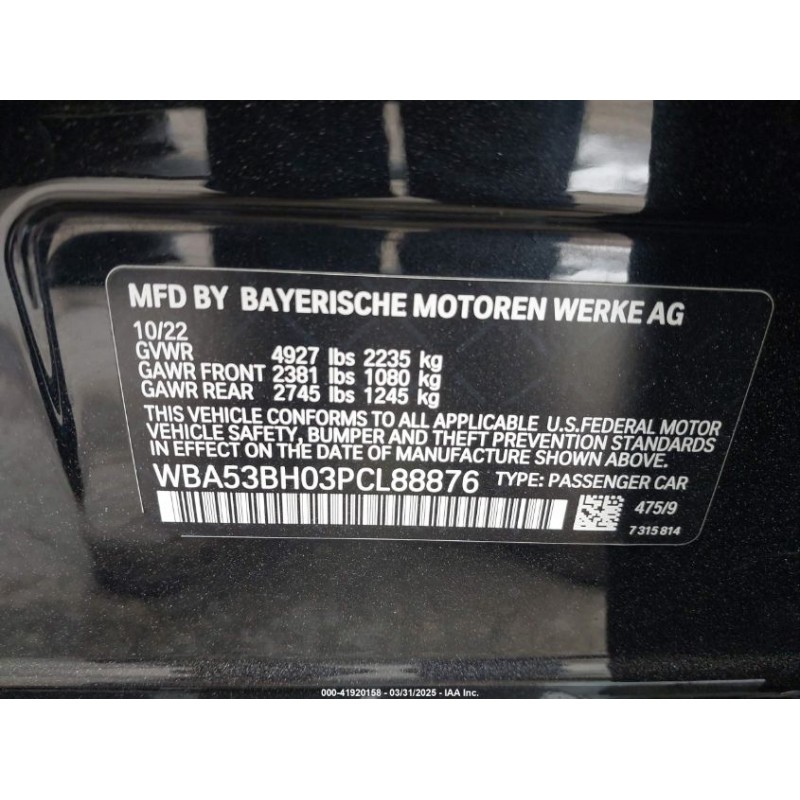 MFD BY BAYERISCHE MOTOREN WERKE AG
10/22
GVWR 4927 lbs 2235 kg
GAWR FRONT 2381 lbs 1080 kg
GAWR REAR 2745 lbs 1245 kg
THIS VEHICLE CONFORMS TO ALL APPLICABLE U.S.FEDERAL MOTOR
VEHICLE SAFETY, BUMPER AND THEFT PREVENTION STANDARDS
IN EFFECT ON THE DATE OF MANUFACTURE SHOWN ABOVE.
WBA53BH03PCL88876 TYPE: PASSENGER CAR
475/9
7 315 814
000-41920158 - 03/31/2025 - IAA Inc.